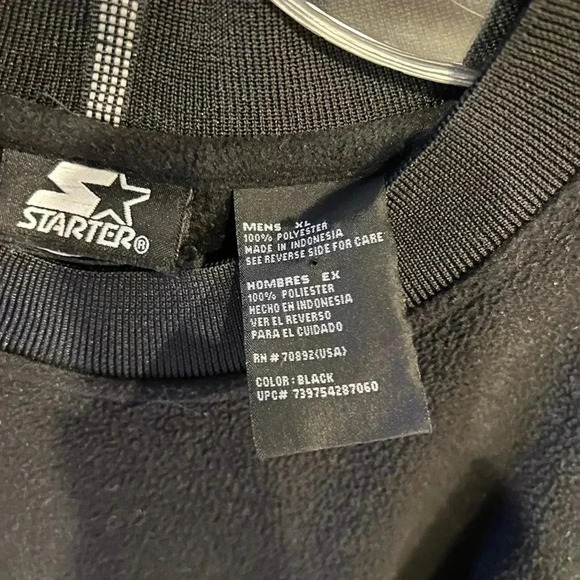 STARTER®
MENS XL
100% POLYESTER
MADE IN INDONESIA
SEE REVERSE SIDE FOR CARE
HOMBRES EX
100% POLIESTER
HECHO EN INDONESIA
VER EL REVERSO
PARA EL CUIDADO
RN# 70892(USA)
COLOR: BLACK
UPC# 739754287060